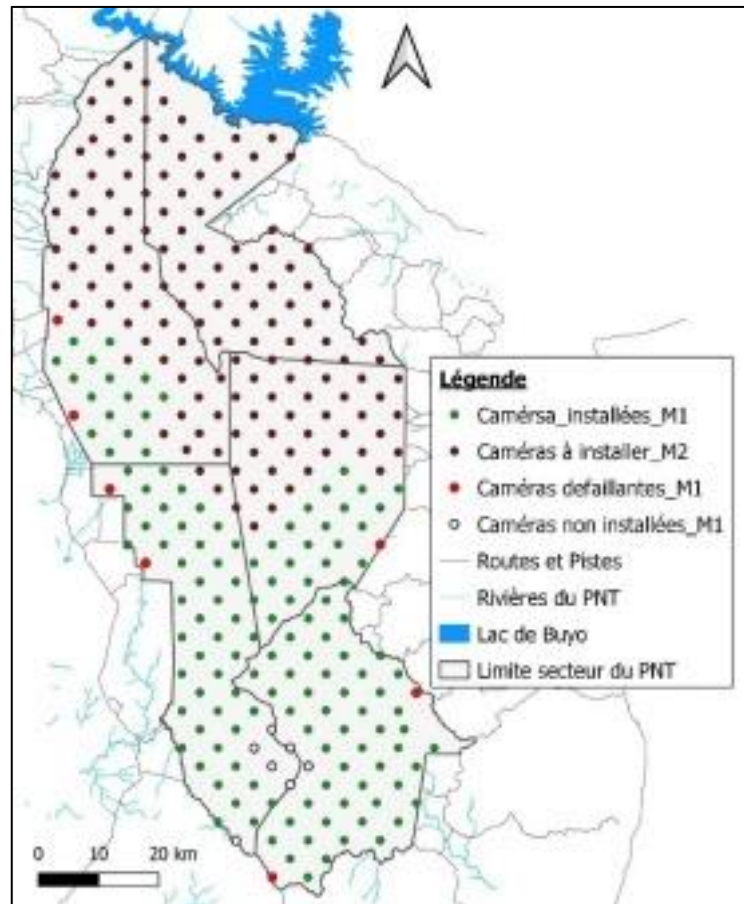 Légende
Camérsa_installées_M1
Caméras à installer_M2
Caméras defaillantes_M1
Caméras non installées_M1
Routes et Pistes
Rivières du PNT
Lac de Buyo
Limite secteur du PNT
0 10 20 km